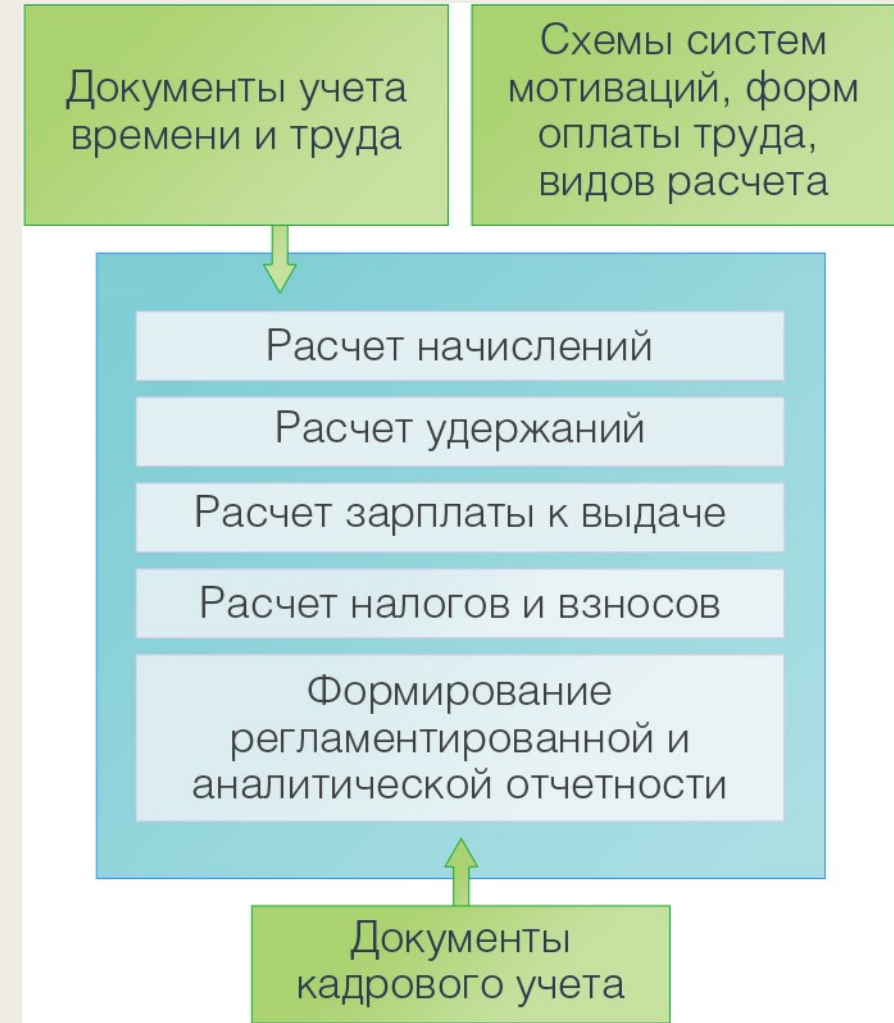 Документы учета
времени и труда
Схемы систем
мотиваций, форм
оплаты труда,
видов расчета
Расчет начислений
Расчет удержаний
Расчет зарплаты к выдаче
Расчет налогов и взносов
Формирование
регламентированной и
аналитической отчетности
Документы
кадрового учета